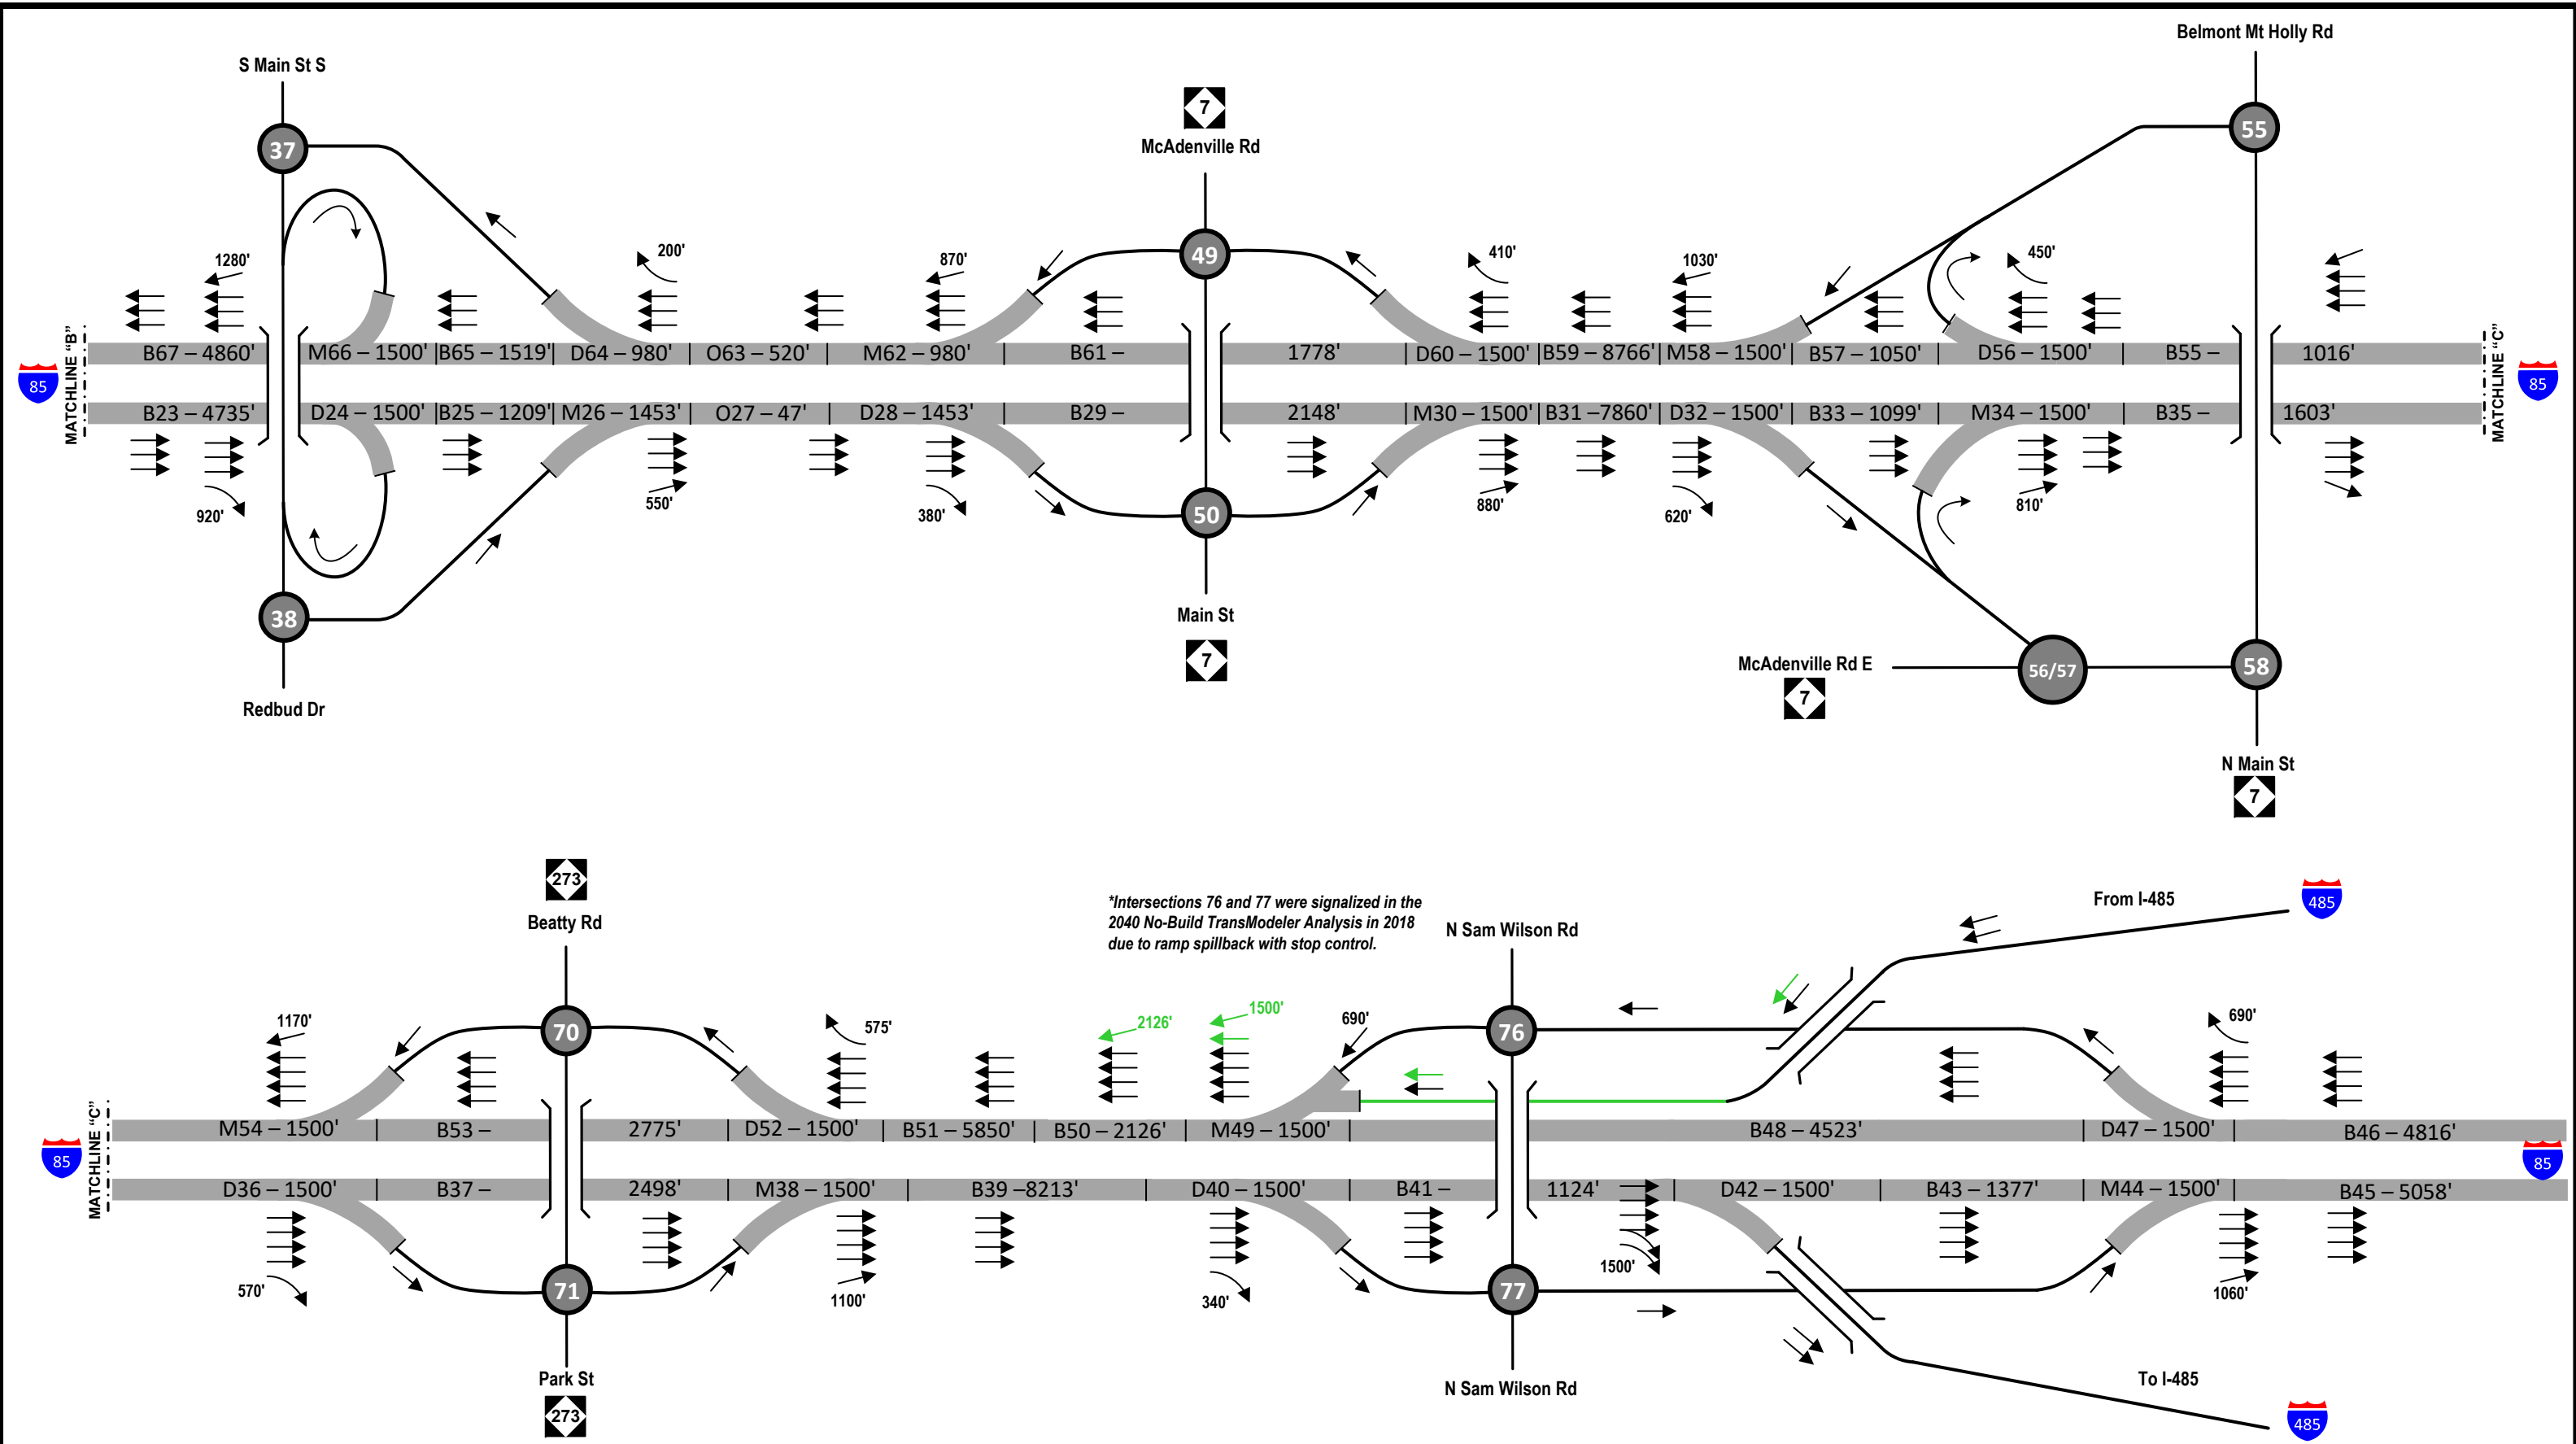 Belmont Mt Holly Rd
S Main St S
7
McAdenville Rd
37
55
49
1280'
200'
870'
410'
1030'
450'
B67 – 4860'
M66 – 1500'
B65 – 1519'
D64 – 980'
O63 – 520'
M62 – 980'
B61 –
1778'
D60 – 1500'
B59 – 8766'
M58 – 1500'
B57 – 1050'
D56 – 1500'
B55 –
1016'
85
MATCHLINE "B"
MATCHLINE "C"
85
B23 – 4735'
D24 – 1500'
B25 – 1209'
M26 – 1453'
O27 – 47'
D28 – 1453'
B29 –
2148'
M30 – 1500'
B31 –7860'
D32 – 1500'
B33 – 1099'
M34 – 1500'
B35 –
1603'
920'
550'
380'
880'
620'
810'
50
38
Main St
7
McAdenville Rd E
7
56/57
58
Redbud Dr
N Main St
7
273
Beatty Rd
*Intersections 76 and 77 were signalized in the
2040 No-Build TransModeler Analysis in 2018
due to ramp spillback with stop control.
N Sam Wilson Rd
From I-485
485
1170'
70
575'
2126'
1500'
690'
76
690'
M54 – 1500'
B53 –
2775'
D52 – 1500'
B51 – 5850'
B50 – 2126'
M49 – 1500'
B48 – 4523'
D47 – 1500'
B46 – 4816'
85
MATCHLINE "C"
85
D36 – 1500'
B37 –
2498'
M38 – 1500'
B39 –8213'
D40 – 1500'
B41 –
1124'
D42 – 1500'
B43 – 1377'
M44 – 1500'
B45 – 5058'
570'
71
1100'
340'
77
1500'
1060'
Park St
273
N Sam Wilson Rd
To I-485
485